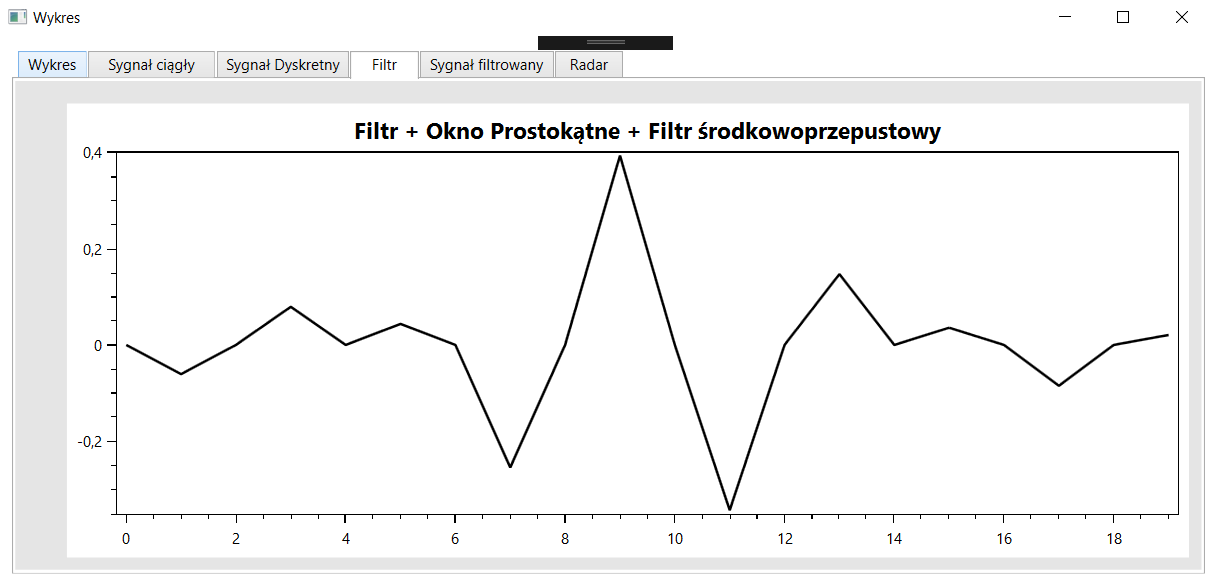 Wykres
Wykres Sygnał ciągły Sygnał Dyskretny Filtr Sygnał filtrowany Radar
Filtr + Okno Prostokątne + Filtr środkowoprzepustowy
0,4
0,2
0
-0,2
0 2 4 6 8 10 12 14 16 18